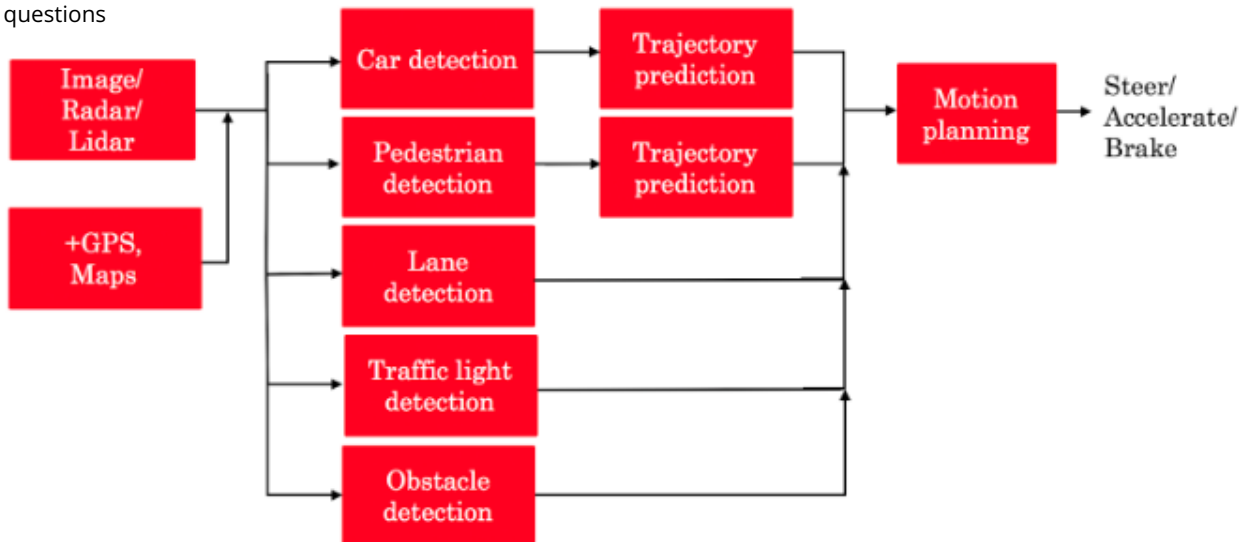 questions
Image/
Radar/
Lidar
+GPS,
Maps
Car detection
Trajectory
prediction
Pedestrian
detection
Trajectory
prediction
Lane
detection
Traffic light
detection
Obstacle
detection
Motion
planning
Steer/
Accelerate/
Brake